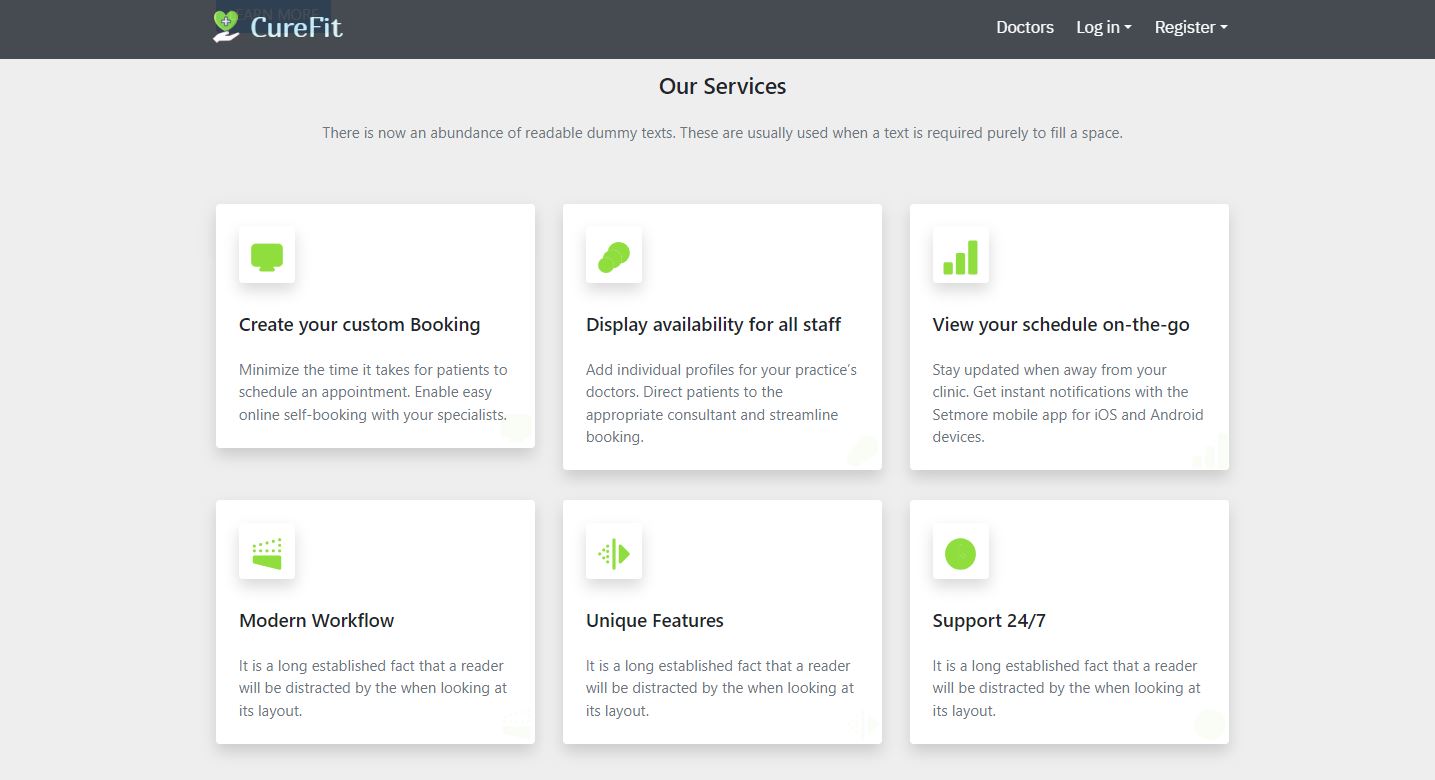 LEARN MORE
CureFit
Doctors
Log in
Register
Our Services
There is now an abundance of readable dummy texts. These are usually used when a text is required purely to fill a space.
Create your custom Booking
Minimize the time it takes for patients to
schedule an appointment. Enable easy
online self-booking with your specialists.
Display availability for all staff
Add individual profiles for your practice’s
doctors. Direct patients to the
appropriate consultant and streamline
booking.
View your schedule on-the-go
Stay updated when away from your
clinic. Get instant notifications with the
Setmore mobile app for iOS and Android
devices.
Modern Workflow
It is a long established fact that a reader
will be distracted by the when looking at
its layout.
Unique Features
It is a long established fact that a reader
will be distracted by the when looking at
its layout.
Support 24/7
It is a long established fact that a reader
will be distracted by the when looking at
its layout.